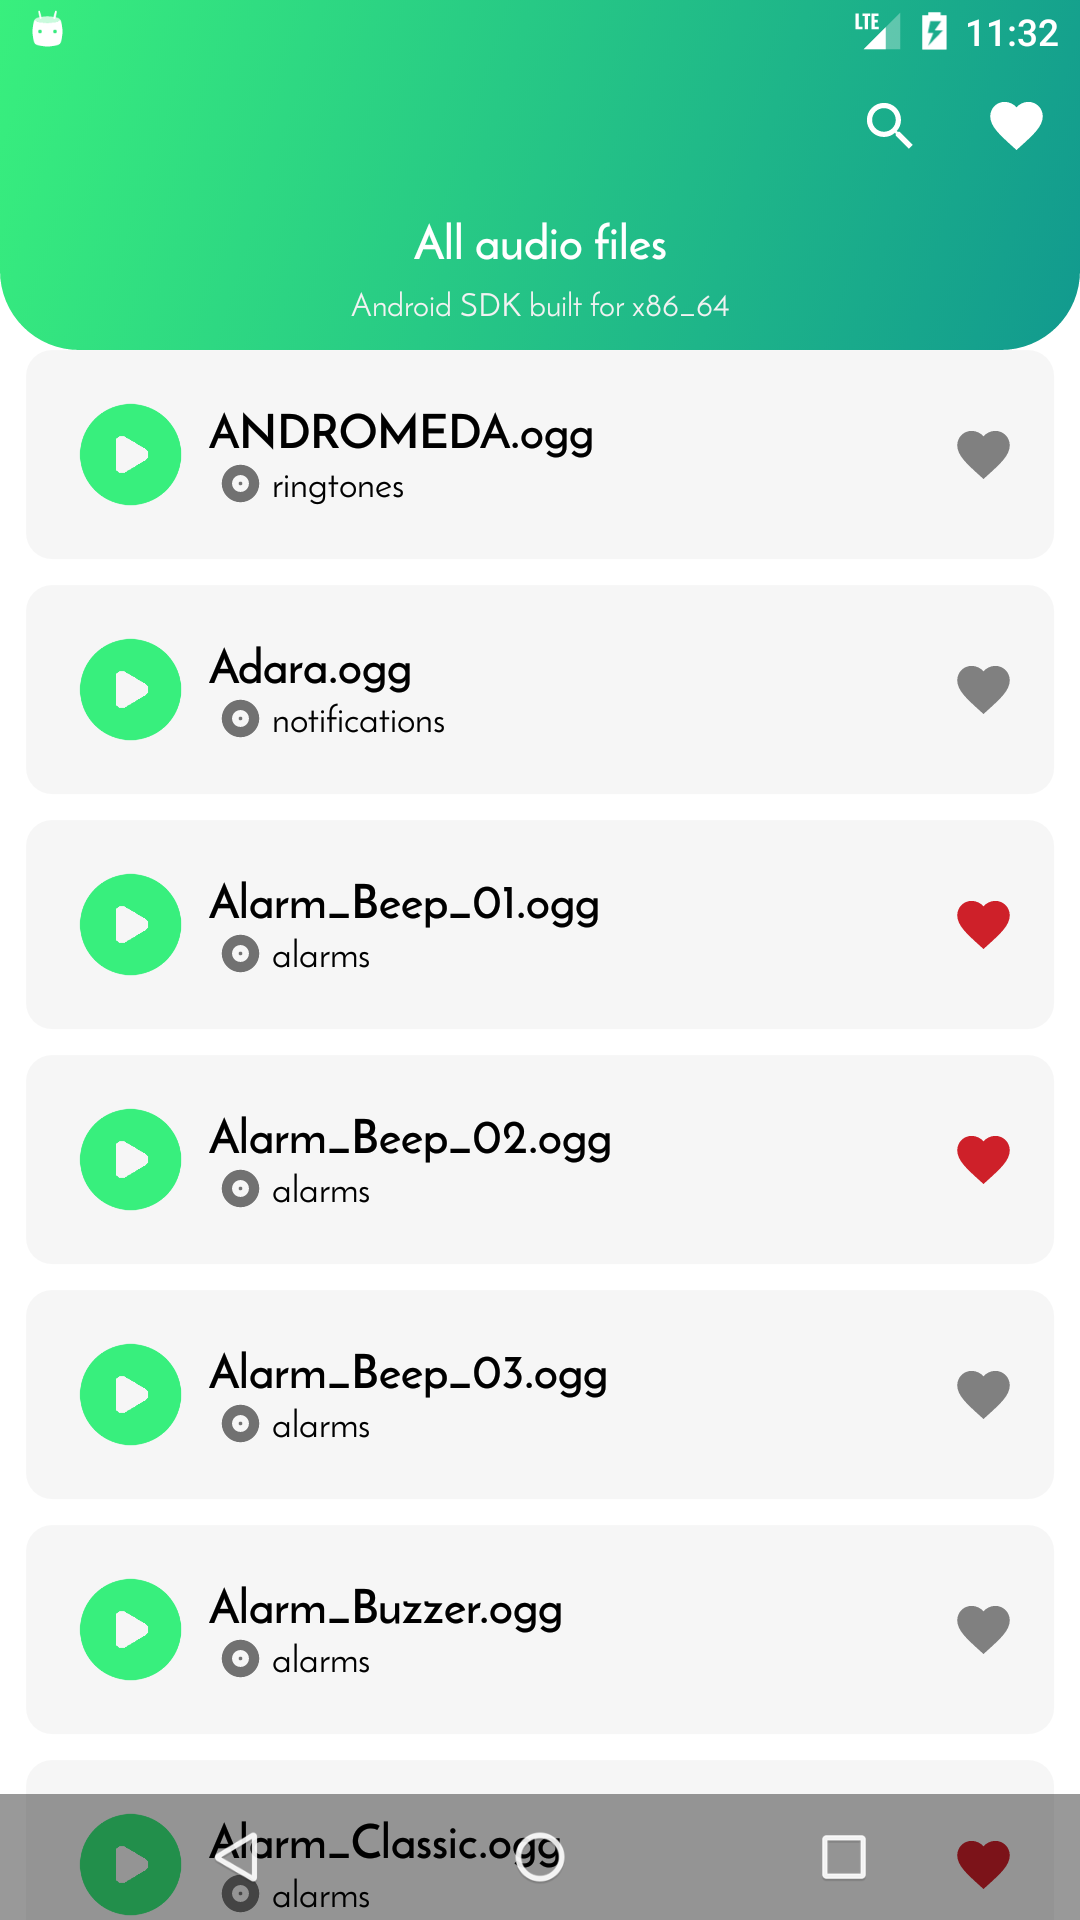 LTE 11:32
All audio files
Android SDK built for x86_64
ANDROMEDA.ogg
ringtones
Adara.ogg
notifications
Alarm_Beep_01.ogg
alarms
Alarm_Beep_02.ogg
alarms
Alarm_Beep_03.ogg
alarms
Alarm_Buzzer.ogg
alarms
Alarm_Classic.ogg
alarms